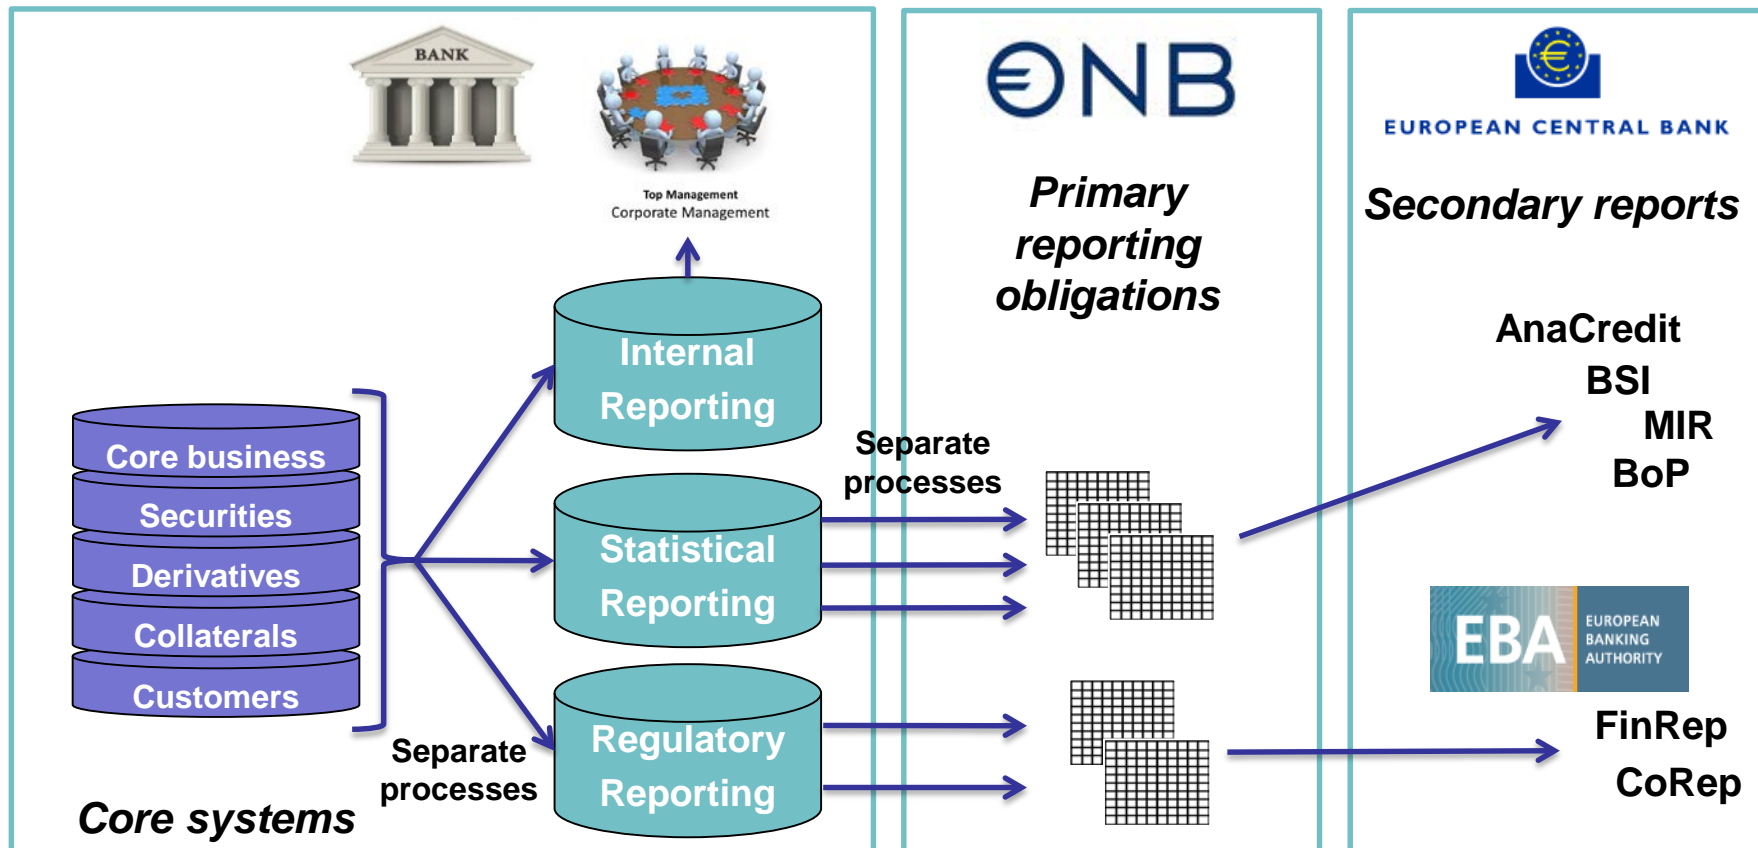 BANK
Top Management
Corporate Management
Internal
Reporting
Core business
Securities
Derivatives
Collaterals
Customers
Statistical
Reporting
Regulatory
Reporting
Separate
processes
Core systems
Separate
processes
ONB
Primary
reporting
obligations
€
EUROPEAN CENTRAL BANK
Secondary reports
AnaCredit
BSI
MIR
BoP
EBA
EUROPEAN
BANKING
AUTHORITY
FinRep
CoRep